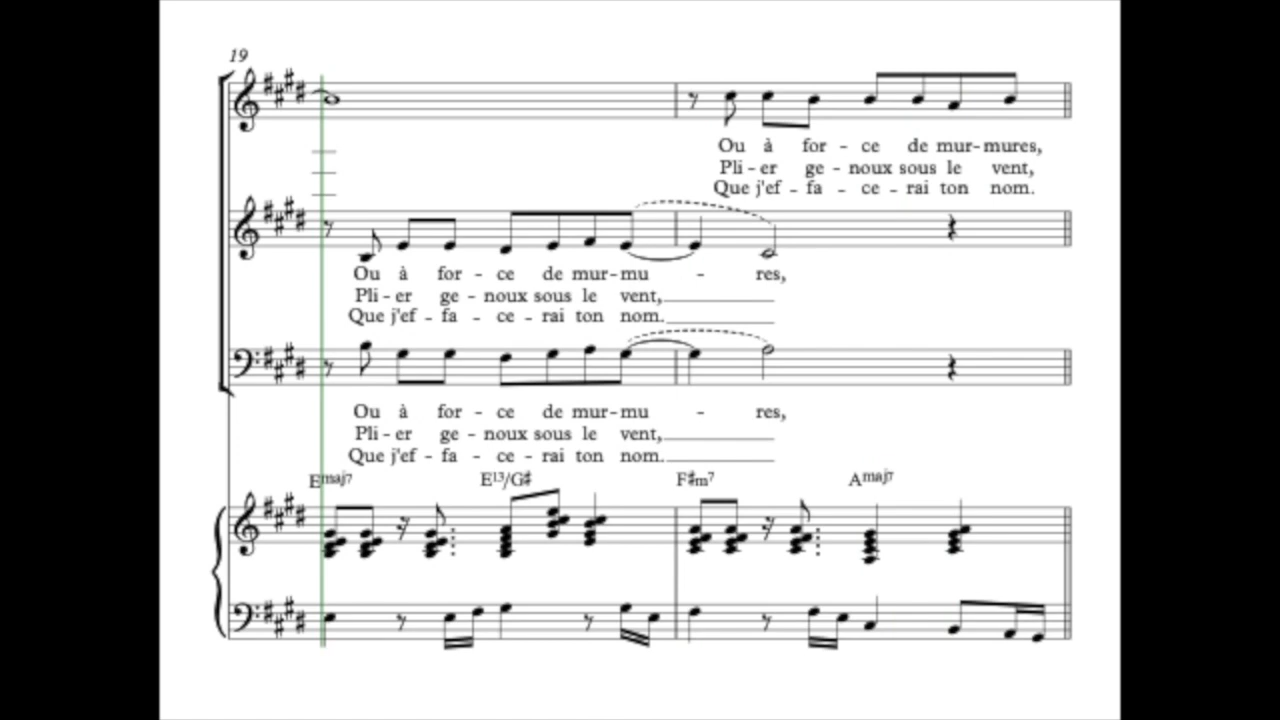 19
Ou à for - ce de mur-mures,
Pli - er ge - noux sous le vent,
Que j'ef - fa - ce - rai ton nom.
Ou à for - ce de mur-mu - res,
Pli - er ge - noux sous le vent,
Que j'ef - fa - ce - rai ton nom.
Ou à for - ce de mur-mu - res,
Pli - er ge - noux sous le vent,
Que j'ef - fa - ce - rai ton nom.
Emaj7 E13/G♯ F♯m7 Amaj7